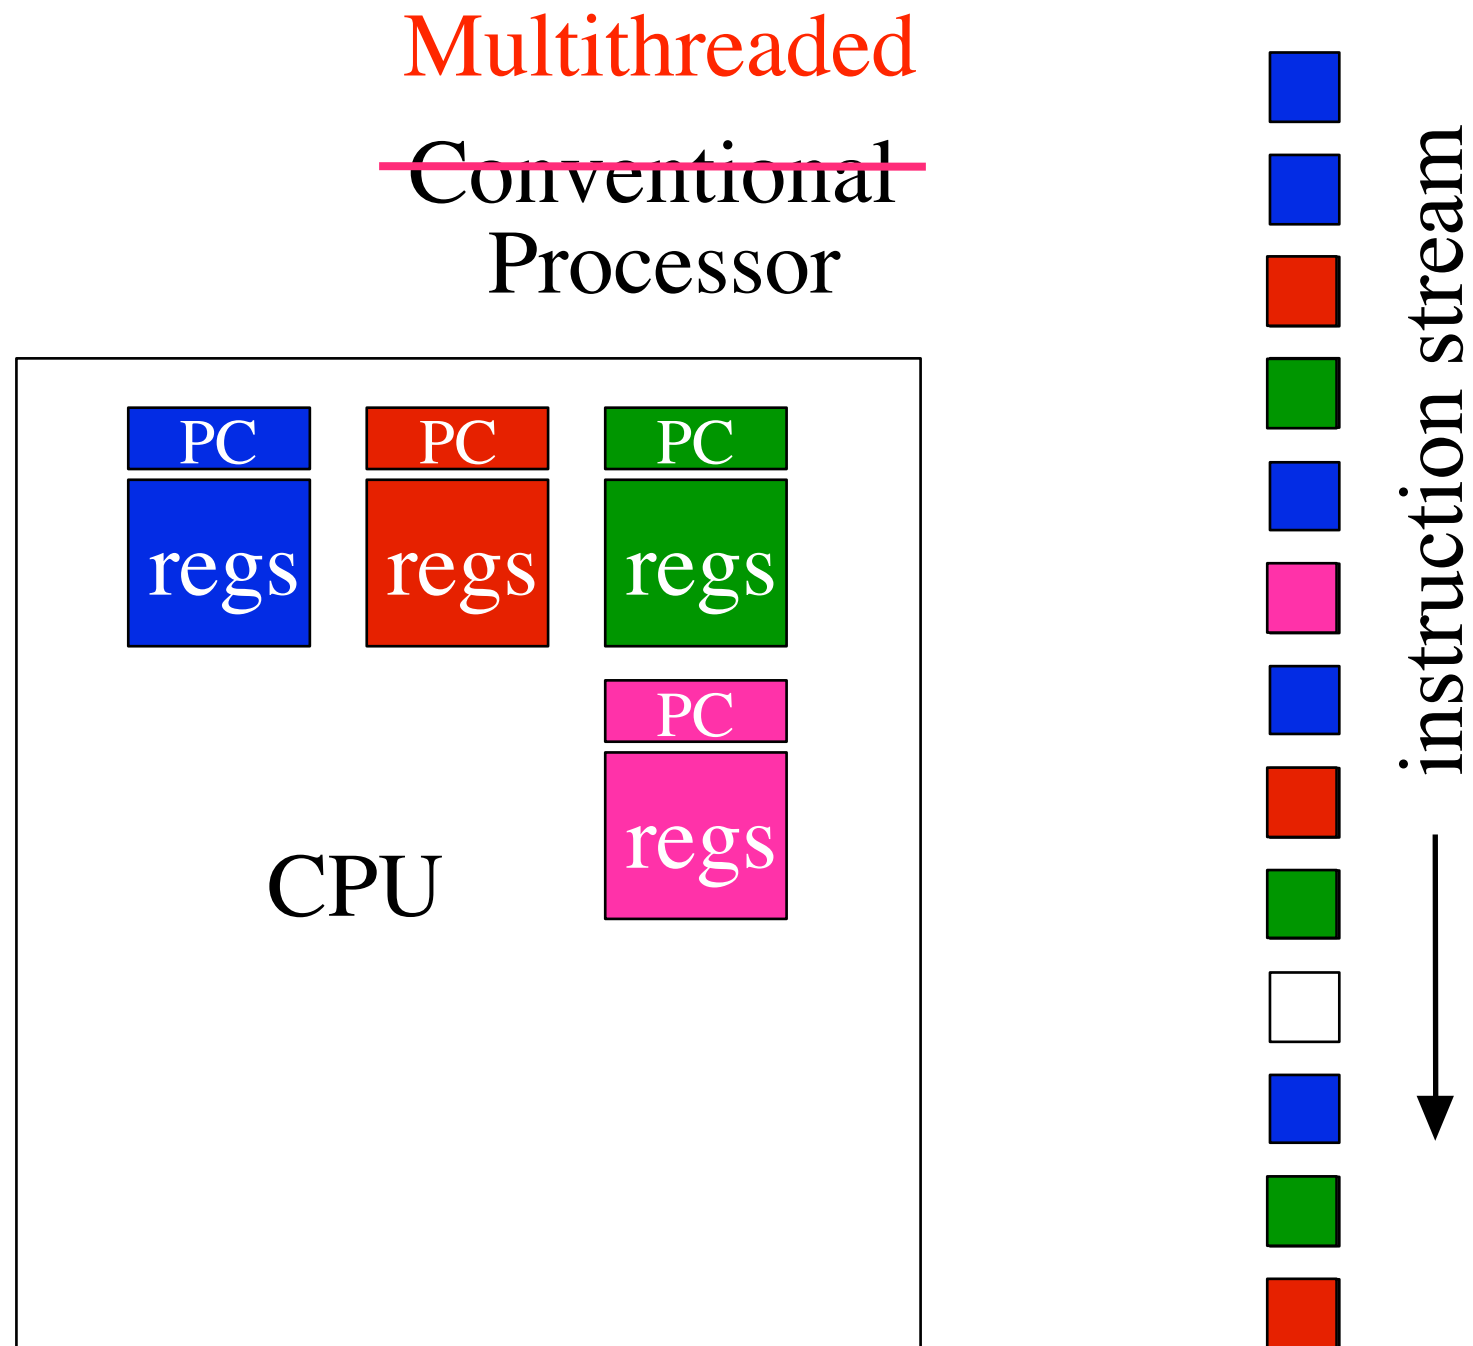 Multithreaded
Conventional
Processor
PC PC PC
regs regs regs
PC
regs
CPU
instruction stream